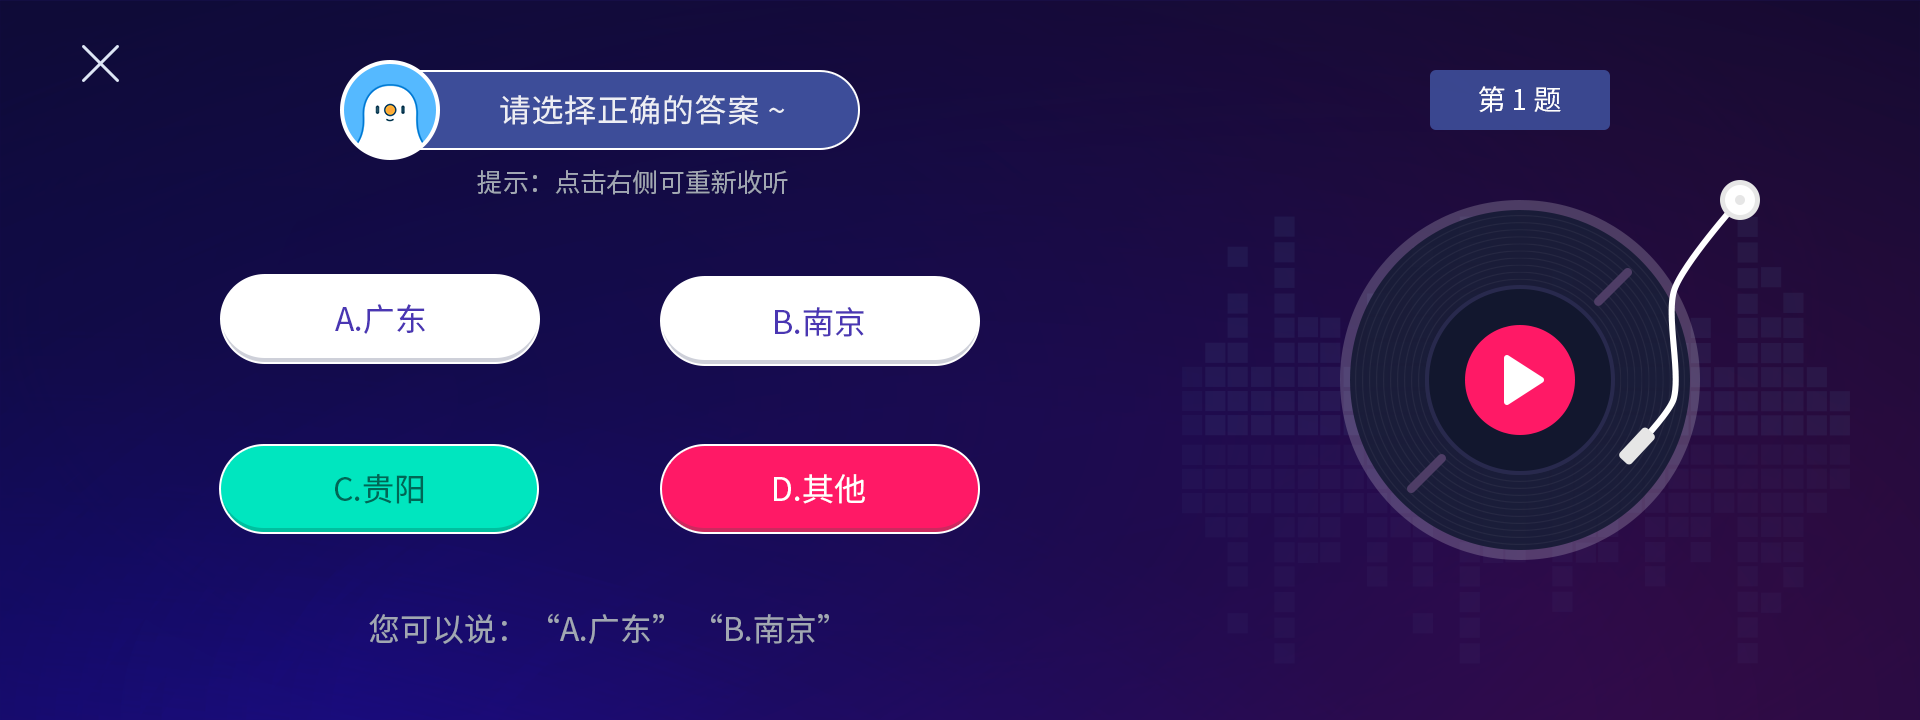 请选择正确的答案 ~
第 1 题
提示：点击右侧可重新收听
A.广东
B.南京
C.贵阳
D.其他
您可以说：“A.广东” “B.南京”